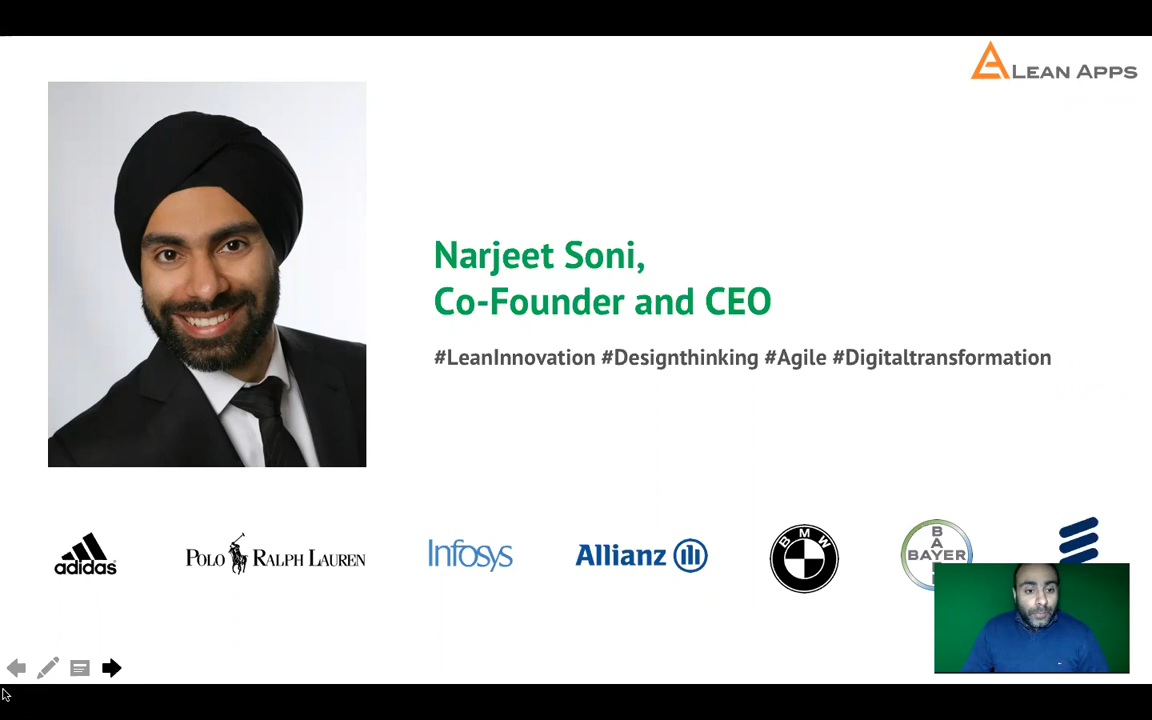 LEAN APPS
Narjeet Soni,
Co-Founder and CEO
#LeanInnovation #Designthinking #Agile #Digitaltransformation
adidas
POLO RALPH LAUREN
Infosys
Allianz
BMW
BAYER